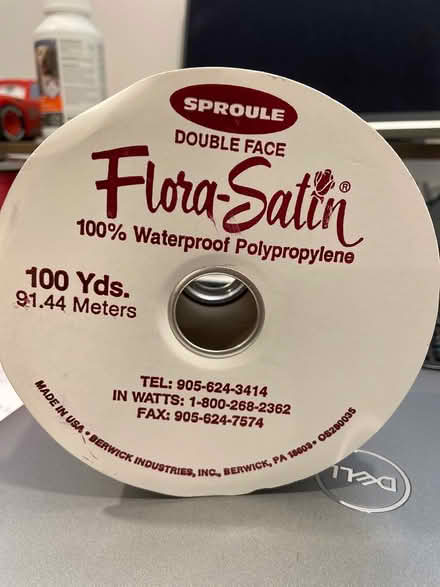 SPROULE
DOUBLE FACE
Flora-Satin®
100% Waterproof Polypropylene
100 Yds.
91.44 Meters
TEL: 905-624-3414
IN WATTS: 1-800-268-2362
FAX: 905-624-7574
MADE IN USA • BERWICK INDUSTRIES, INC., BERWICK, PA 18603 • OS280035
DELL